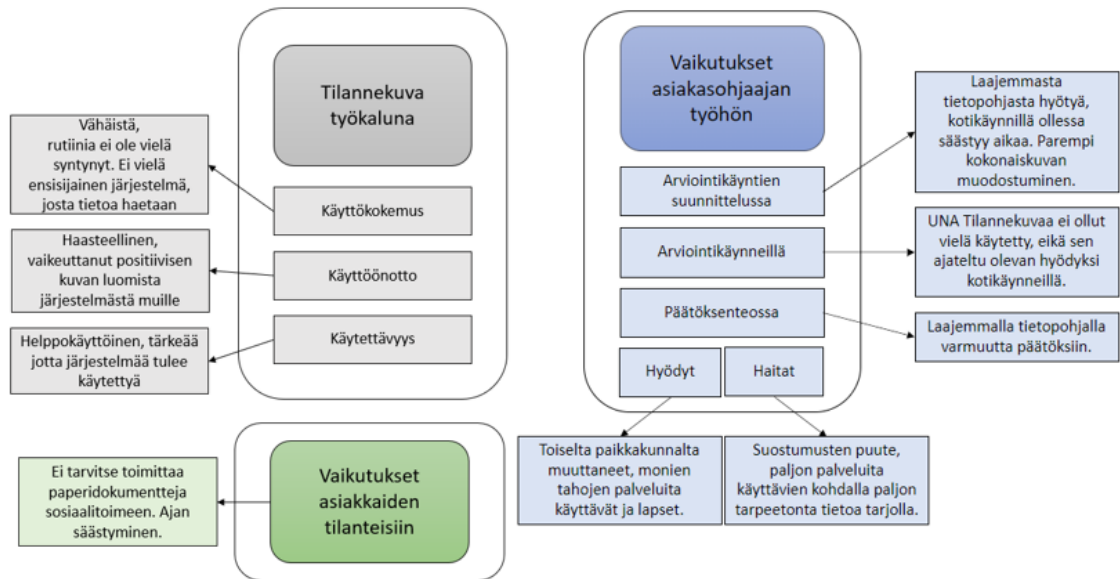 Tilannekuva
työkaluna
Vähäistä,
rutiinia ei ole vielä
syntynyt. Ei vielä
ensisijainen järjestelmä,
josta tietoa haetaan
Käyttökokemus
Haasteellinen,
vaikeuttanut positiivisen
kuvan luomista
järjestelmästä muille
Käyttöönotto
Helppokäyttöinen, tärkeää
jotta järjestelmää tulee
käytettyä
Käytettävyys
Vaikutukset
asiakasohjaajan
työhön
Arviointikäyntien
suunnittelussa
Laajemmasta
tietopohjasta hyötyä,
kotikäynnillä ollessa
säästyy aikaa. Parempi
kokonaiskuvan
muodostuminen.
Arviointikäynneillä
UNA Tilannekuvaa ei ollut
vielä käytetty, eikä sen
ajateltu olevan hyödyksi
kotikäynneillä.
Päätöksenteossa
Laajemmalla tietopohjalla
varmuutta päätöksiin.
Hyödyt
Haitat
Toiselta paikkakunnalta
muuttaneet, monien
tahojen palveluita
käyttävät ja lapset.
Suostumusten puute,
paljon palveluita
käyttävien kohdalla paljon
tarpeetonta tietoa tarjolla.
Vaikutukset
asiakkaiden
tilanteisiin
Ei tarvitse toimittaa
paperidokumentteja
sosiaalitoimeen. Ajan
säästyminen.